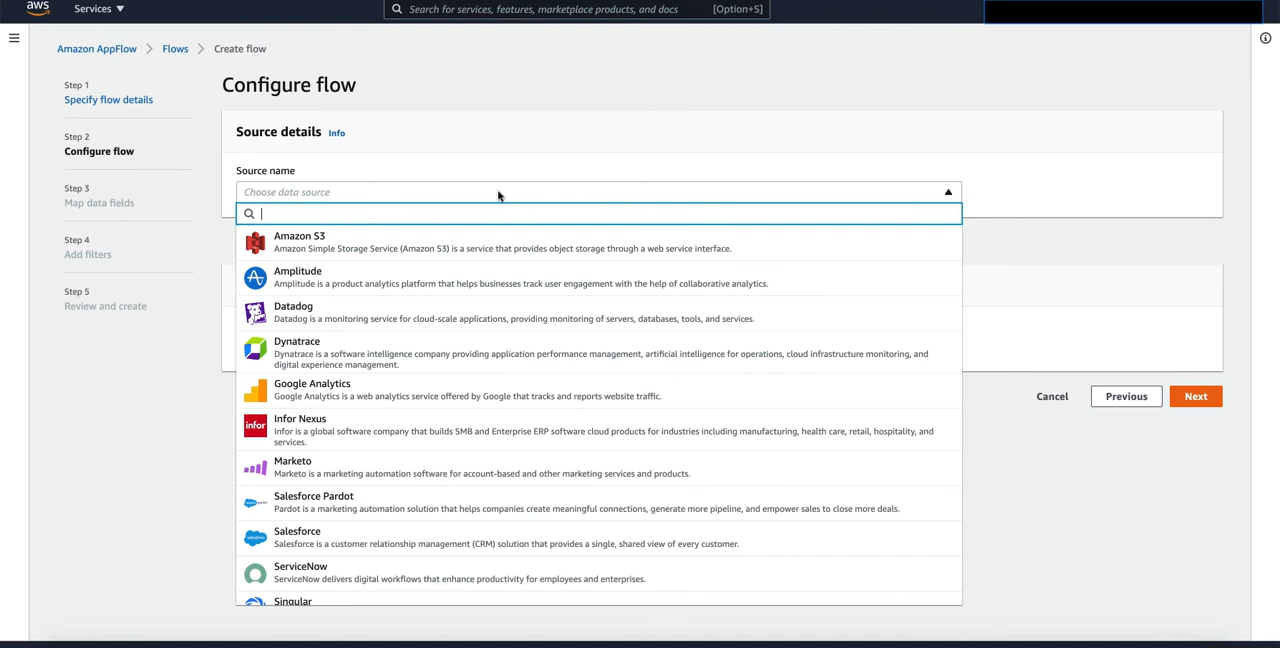 aws
Services ▼
Search for services, features, marketplace products, and docs
[Option+S]
Amazon AppFlow > Flows > Create flow
Step 1
Specify flow details
Step 2
Configure flow
Step 3
Map data fields
Step 4
Add filters
Step 5
Review and create
Configure flow
Source details Info
Source name
Choose data source
Amazon S3
Amazon Simple Storage Service (Amazon S3) is a service that provides object storage through a web service interface.
Amplitude
Amplitude is a product analytics platform that helps businesses track user engagement with the help of collaborative analytics.
Datadog
Datadog is a monitoring service for cloud-scale applications, providing monitoring of servers, databases, tools, and services.
Dynatrace
Dynatrace is a software intelligence company providing application performance management, artificial intelligence for operations, cloud infrastructure monitoring, and
digital experience management.
Google Analytics
Google Analytics is a web analytics service offered by Google that tracks and reports website traffic.
infor
Infor Nexus
Infor is a global software company that builds SMB and Enterprise ERP software cloud products for industries including manufacturing, health care, retail, hospitality, and
services.
Marketo
Marketo is a marketing automation software for account-based and other marketing services and products.
Salesforce Pardot
Pardot is a marketing automation solution that helps companies create meaningful connections, generate more pipeline, and empower sales to close more deals.
Salesforce
Salesforce is a customer relationship management (CRM) solution that provides a single, shared view of every customer.
ServiceNow
ServiceNow delivers digital workflows that enhance productivity for employees and enterprises.
Singular
Cancel
Previous
Next